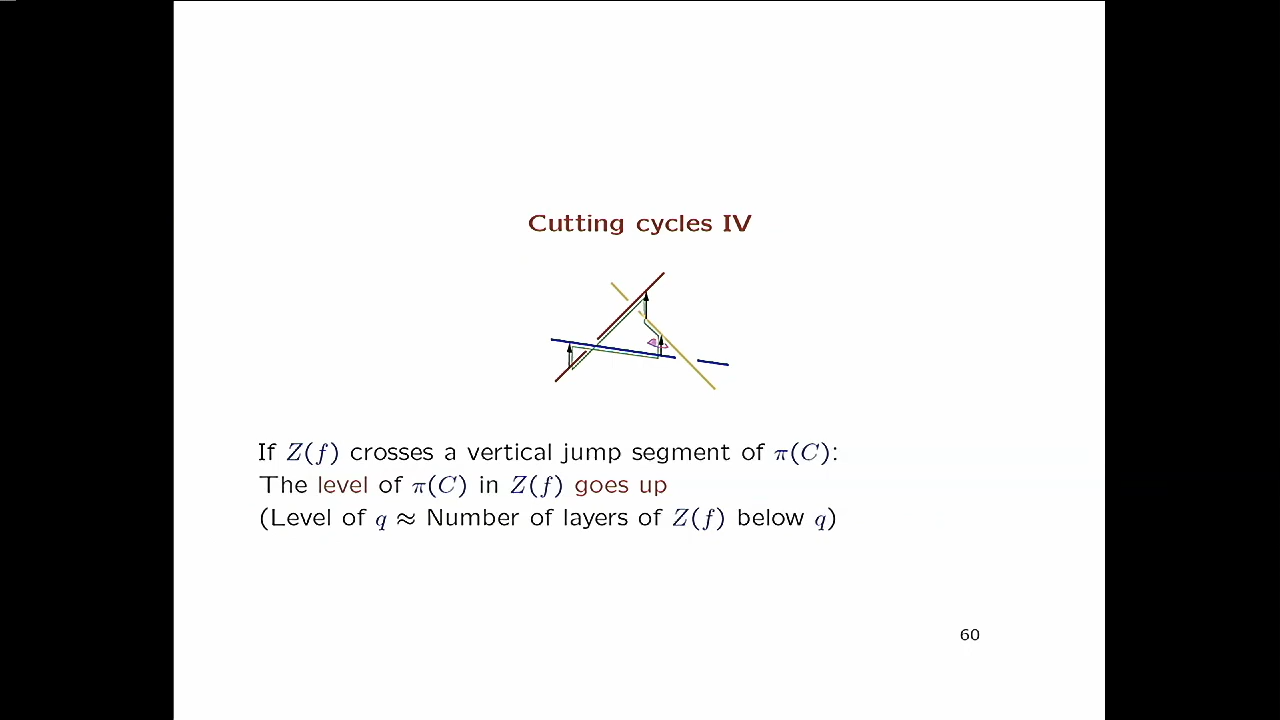 Cutting cycles IV
If Z(f) crosses a vertical jump segment of π(C):
The level of π(C) in Z(f) goes up
(Level of q ≈ Number of layers of Z(f) below q)
60